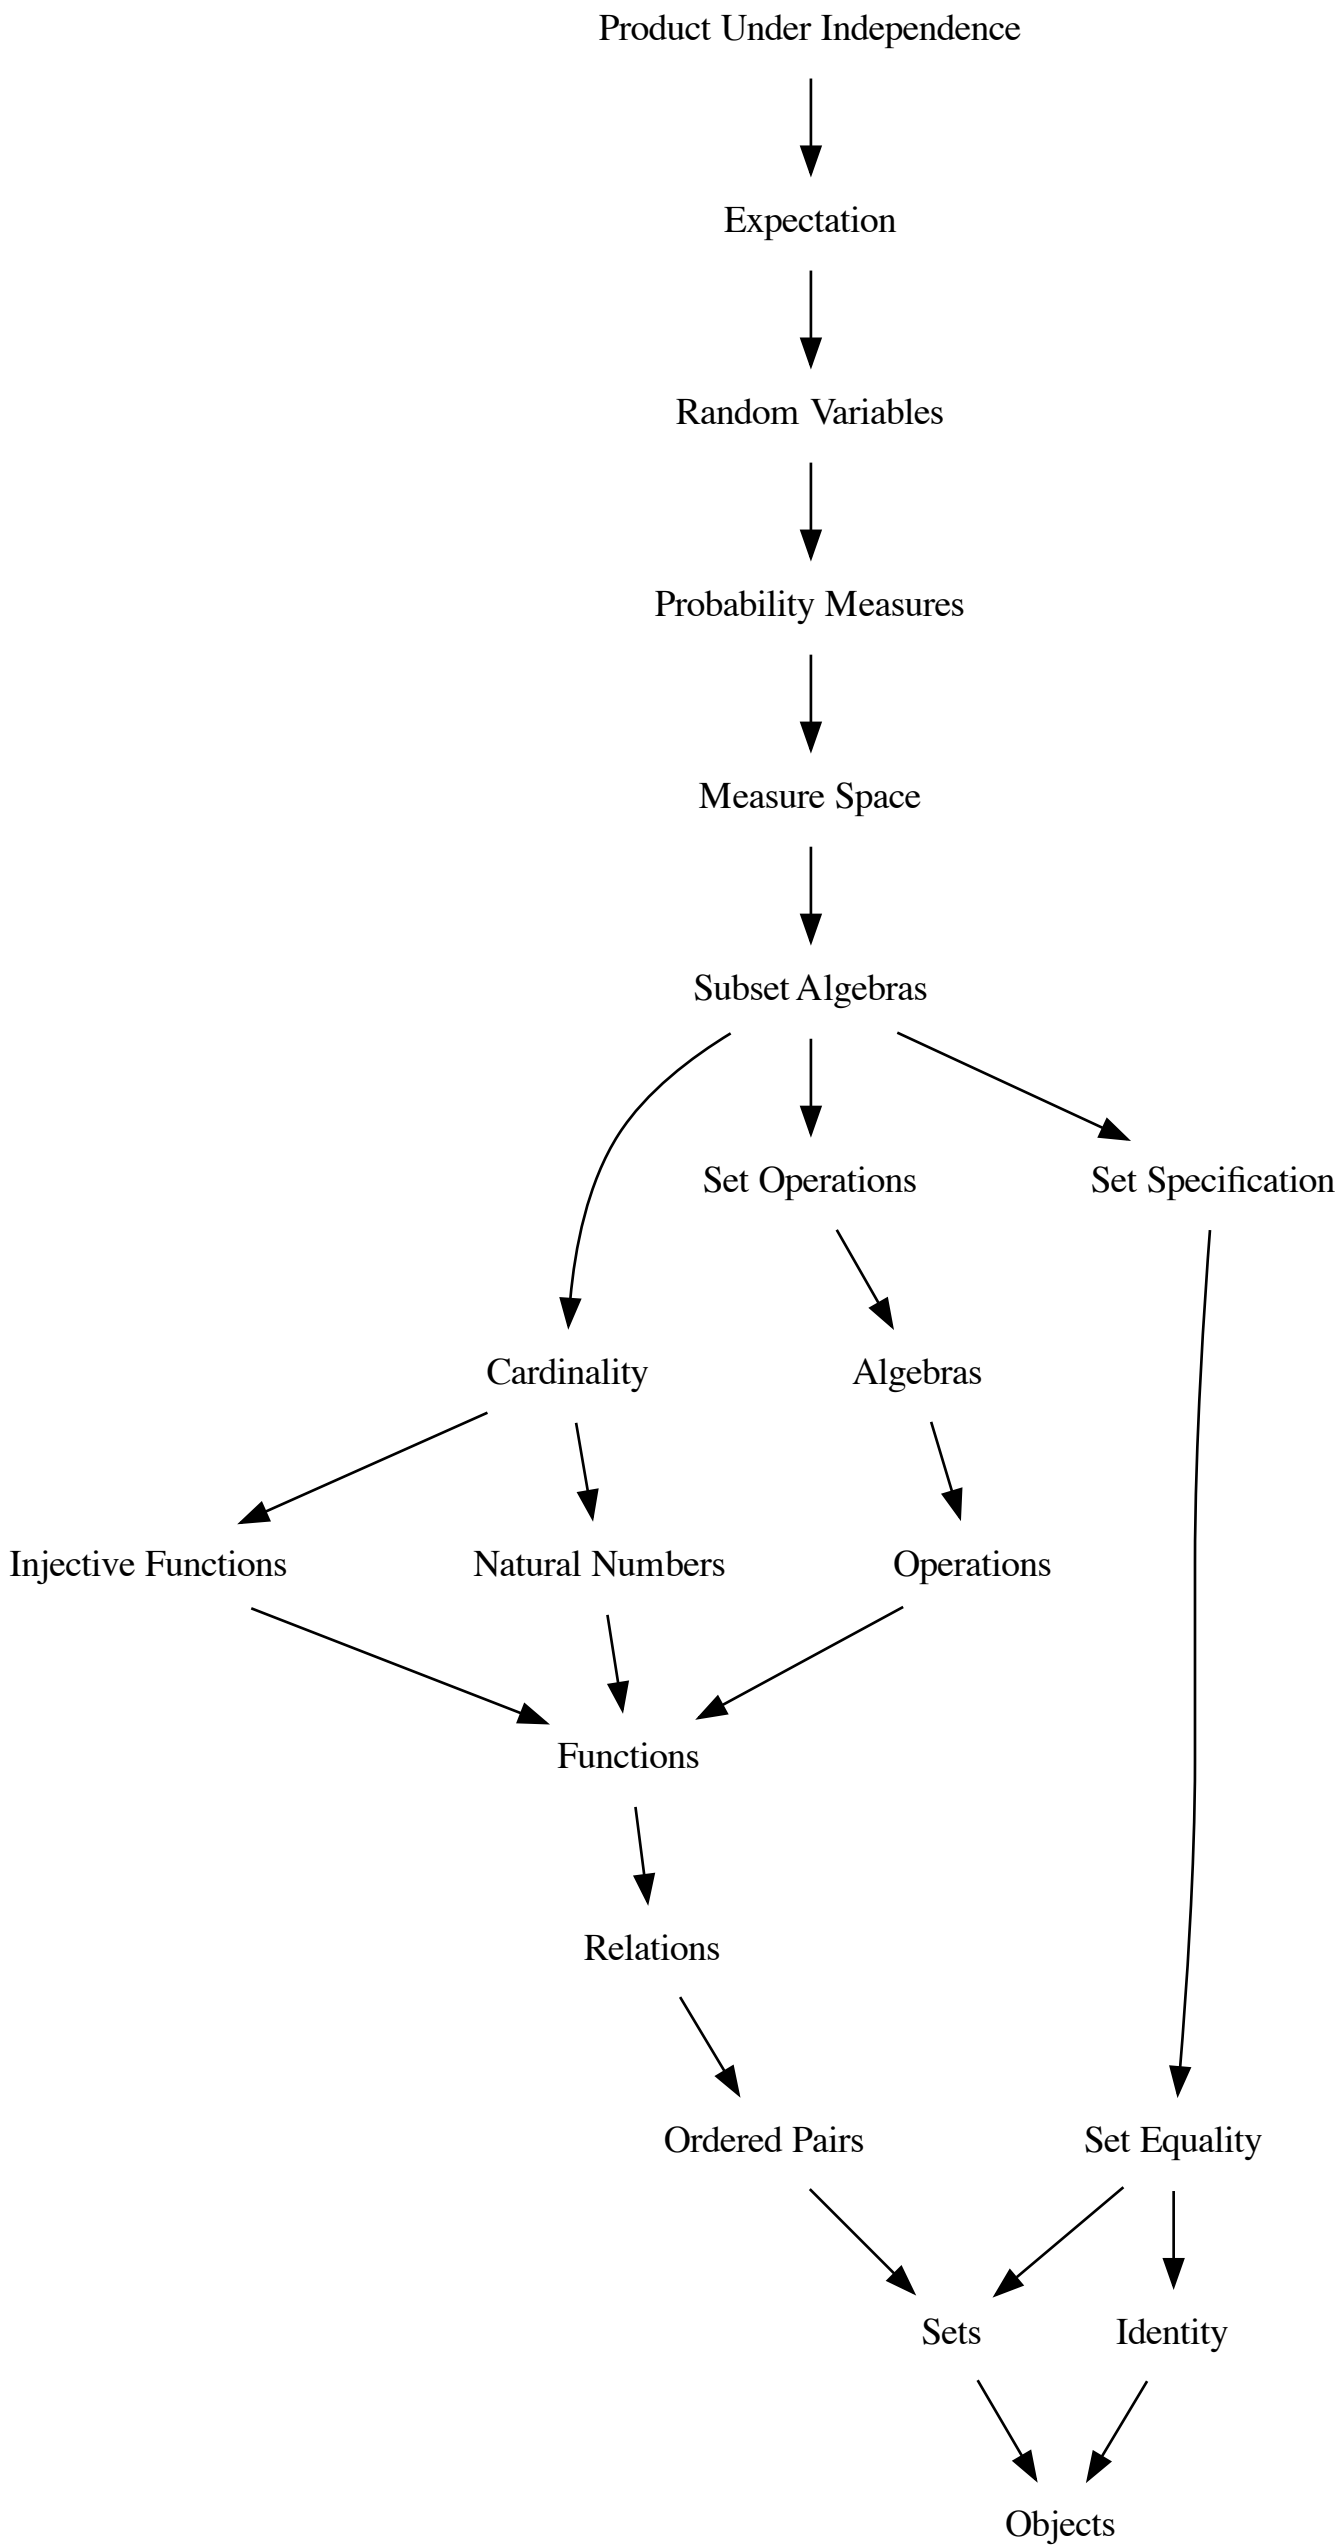 Product Under Independence
Expectation
Random Variables
Probability Measures
Measure Space
Subset Algebras
Set Operations
Set Specification
Cardinality
Algebras
Injective Functions
Natural Numbers
Operations
Functions
Relations
Ordered Pairs
Set Equality
Sets
Identity
Objects